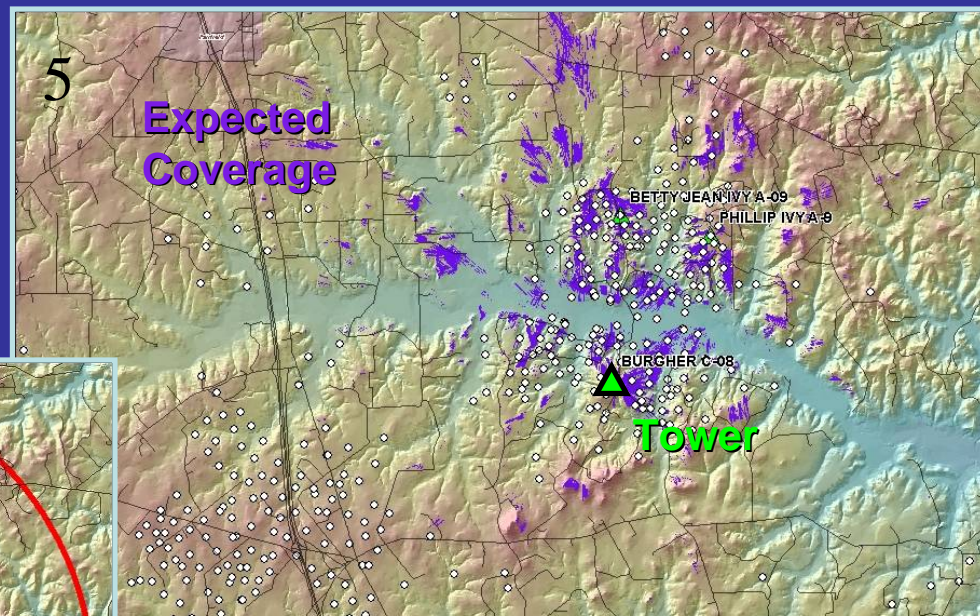 5
Expected
Coverage
BETTY JEAN IVY A-09
PHILLIP IVY A-9
BURGHER C-08
Tower